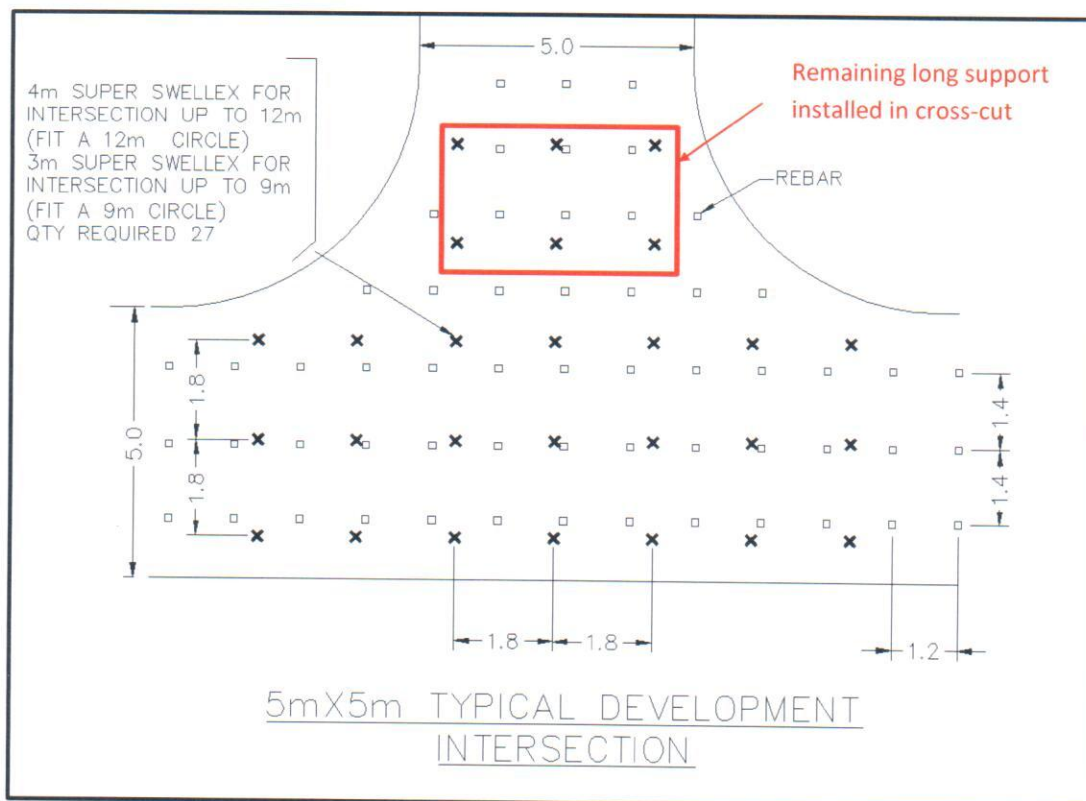 5.0
Remaining long support
installed in cross-cut
4m SUPER SWELLEX FOR
INTERSECTION UP TO 12m
(FIT A 12m CIRCLE)
3m SUPER SWELLEX FOR
INTERSECTION UP TO 9m
(FIT A 9m CIRCLE)
QTY REQUIRED 27
REBAR
1.8
5.0
1.8
1.4
1.4
1.8
1.8
1.2
5mX5m TYPICAL DEVELOPMENT
INTERSECTION